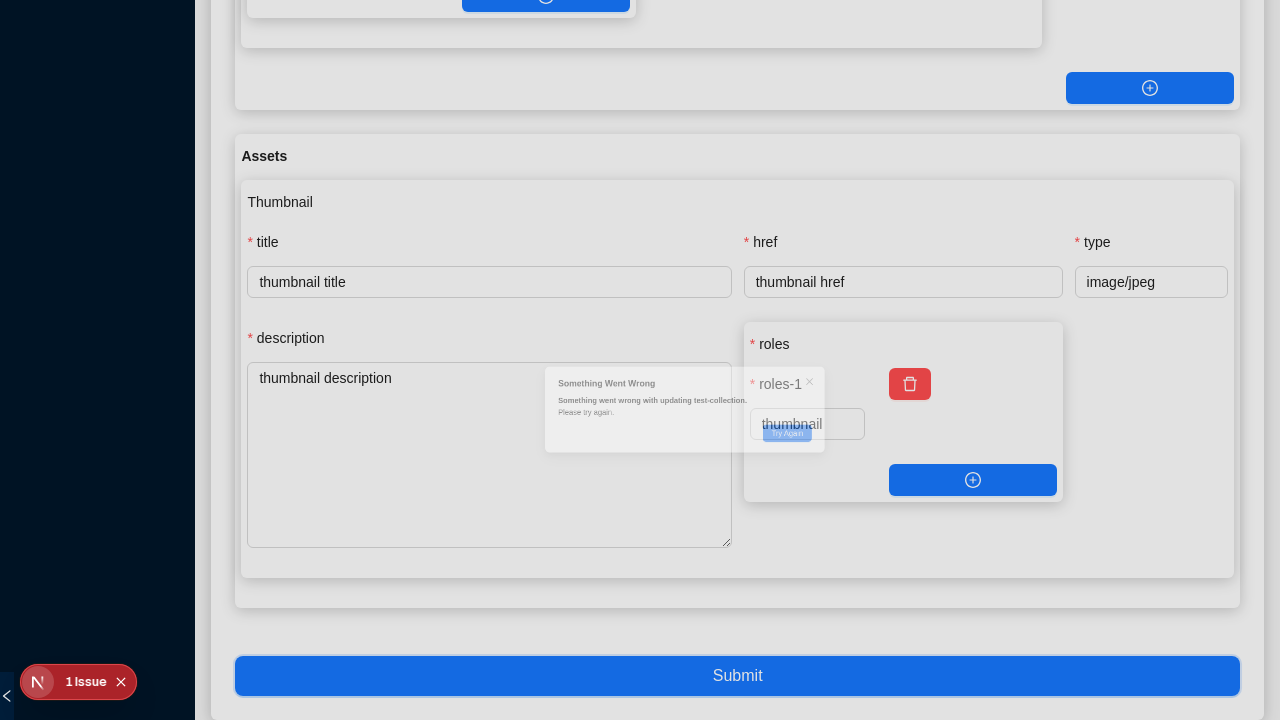 Assets
Thumbnail
* title
* href
* type
thumbnail title
thumbnail href
image/jpeg
* description
* roles
thumbnail description
Something Went Wrong
* roles-1
Something went wrong with updating test-collection.
Please try again.
thumbnail
Try Again
Submit
1 Issue